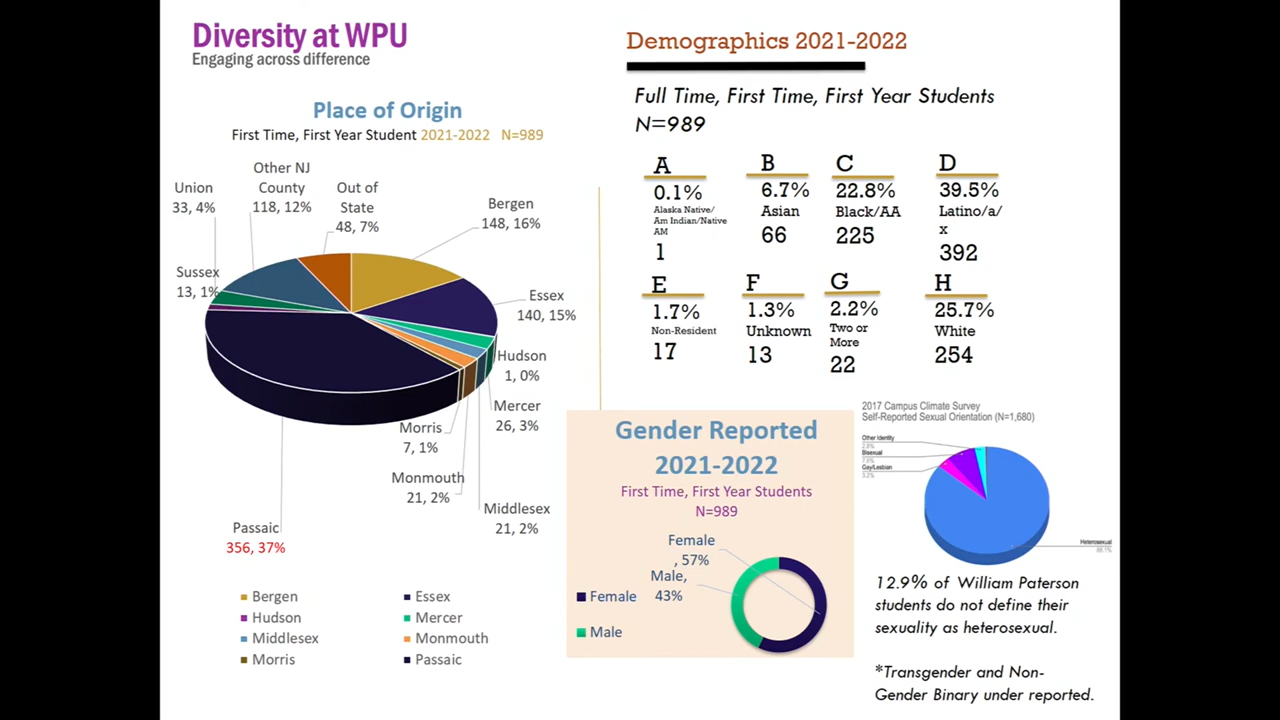 Diversity at WPU
Engaging across difference
Place of Origin
First Time, First Year Student 2021-2022 N=989
Union
33, 4%
Other NJ
County
118, 12%
Out of
State
48, 7%
Bergen
148, 16%
Sussex
13, 1%
Essex
140, 15%
Hudson
1, 0%
Mercer
26, 3%
Morris
7, 1%
Monmouth
21, 2%
Middlesex
21, 2%
Passaic
356, 37%
Bergen
Essex
Hudson
Mercer
Middlesex
Monmouth
Morris
Passaic
Demographics 2021-2022
Full Time, First Time, First Year Students
N=989
A
0.1%
Alaska Native/
Am Indian/Native
AM
1
B
6.7%
Asian
66
C
22.8%
Black/AA
225
D
39.5%
Latino/a/
x
392
E
1.7%
Non-Resident
17
F
1.3%
Unknown
13
G
2.2%
Two or
More
22
H
25.7%
White
254
Gender Reported
2021-2022
First Time, First Year Students
N=989
Female
, 57%
Male,
43%
Female
Male
2017 Campus Climate Survey
Self-Reported Sexual Orientation (N=1,680)
Other Identity
Bisexual
Gay/Lesbian
Heterosexual
12.9% of William Paterson
students do not define their
sexuality as heterosexual.
*Transgender and Non-
Gender Binary under reported.